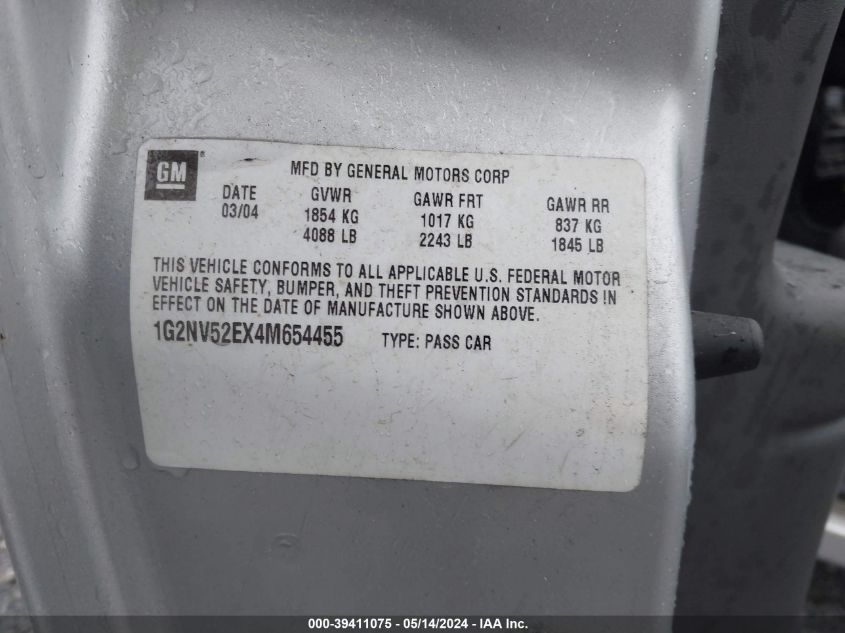 GM® MFD BY GENERAL MOTORS CORP
DATE GVWR GAWR FRT GAWR RR
03/04 1854 KG 1017 KG 837 KG
4088 LB 2243 LB 1845 LB
THIS VEHICLE CONFORMS TO ALL APPLICABLE U.S. FEDERAL MOTOR
VEHICLE SAFETY, BUMPER, AND THEFT PREVENTION STANDARDS IN
EFFECT ON THE DATE OF MANUFACTURE SHOWN ABOVE.
1G2NV52EX4M654455 TYPE: PASS CAR
000-39411075 - 05/14/2024 - IAA Inc.